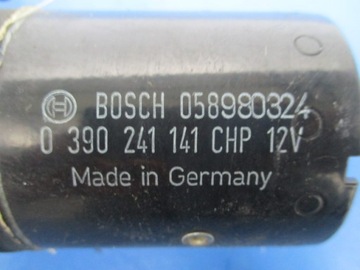 BOSCH 058980324
0 390 241 141 CHP 12V
Made in Germany